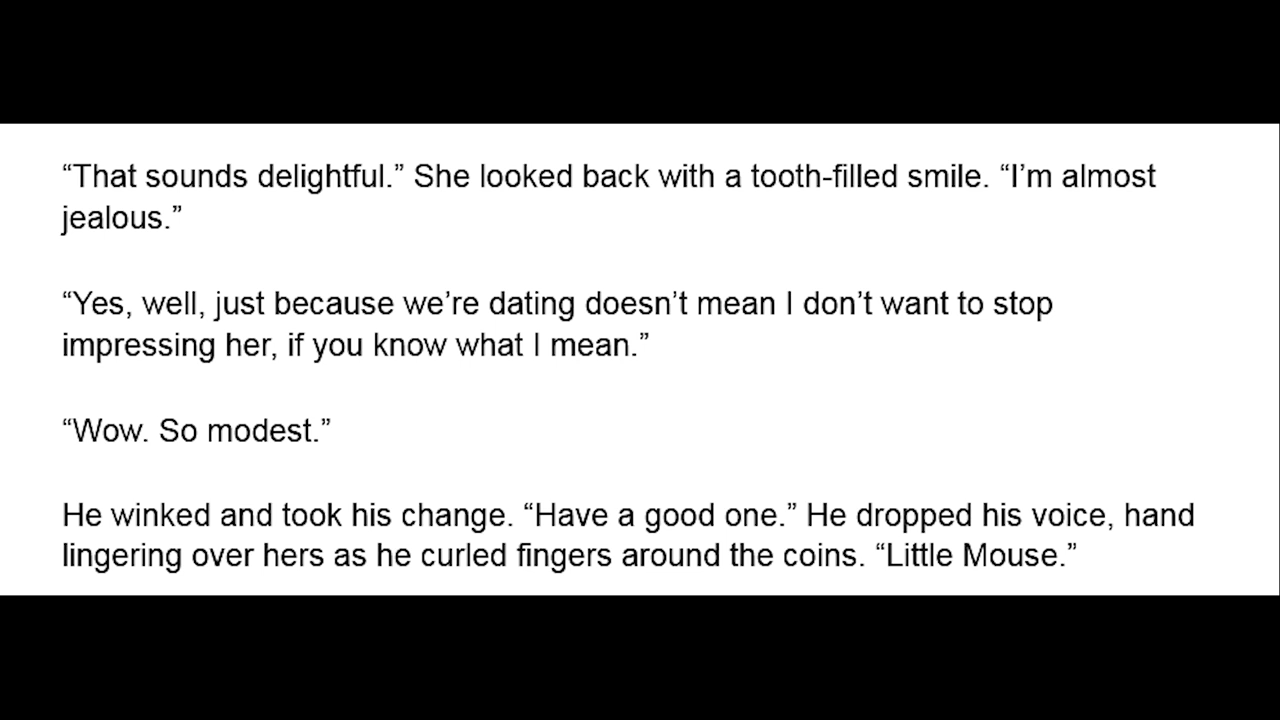 “That sounds delightful.” She looked back with a tooth-filled smile. “I’m almost
jealous.”
“Yes, well, just because we’re dating doesn’t mean I don’t want to stop
impressing her, if you know what I mean.”
“Wow. So modest.”
He winked and took his change. “Have a good one.” He dropped his voice, hand
lingering over hers as he curled fingers around the coins. “Little Mouse.”